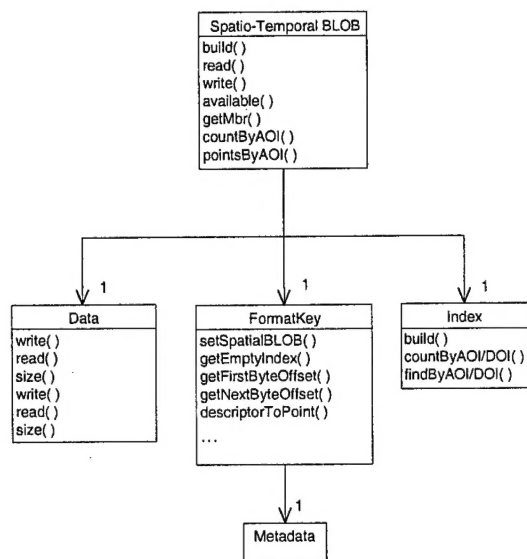 Spatio-Temporal BLOB
build( )
read( )
write( )
available( )
getMbr( )
countByAOI( )
pointsByAOI( )
1
1
1
Data
write( )
read( )
size( )
write( )
read( )
size( )
FormatKey
setSpatialBLOB( )
getEmptyIndex( )
getFirstByteOffset( )
getNextByteOffset( )
descriptorToPoint( )
...
Index
build( )
countByAOI/DOI( )
findByAOI/DOI( )
1
Metadata